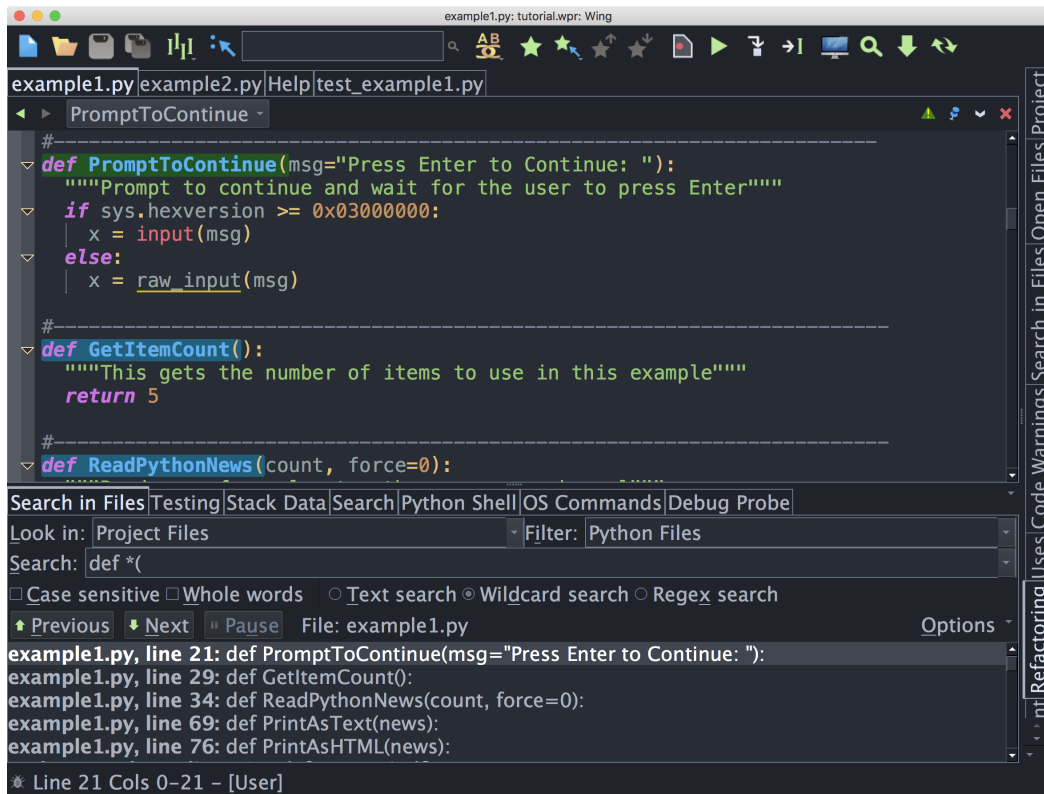 example1.py: tutorial.wpr: Wing
AB
example1.py example2.py Help test_example1.py
PromptToContinue
#----------------------------------------------------------------------
def PromptToContinue(msg="Press Enter to Continue: "):
"""Prompt to continue and wait for the user to press Enter"""
if sys.hexversion >= 0x03000000:
x = input(msg)
else:
x = raw_input(msg)
#-----------------------------------------------------------------------
def GetItemCount():
"""This gets the number of items to use in this example"""
return 5
#-----------------------------------------------------------------------
def ReadPythonNews(count, force=0):
Search in Files Testing Stack Data Search Python Shell OS Commands Debug Probe
Look in: Project Files Filter: Python Files
Search: def *(
Case sensitive Whole words Text search Wildcard search Regex search
Previous Next Pause File: example1.py Options
example1.py, line 21: def PromptToContinue(msg="Press Enter to Continue: "):
example1.py, line 29: def GetItemCount():
example1.py, line 34: def ReadPythonNews(count, force=0):
example1.py, line 69: def PrintAsText(news):
example1.py, line 76: def PrintAsHTML(news):
Line 21 Cols 0-21 – [User]
Project
Open Files
Search in Files
Code Warnings
Uses
Refactoring